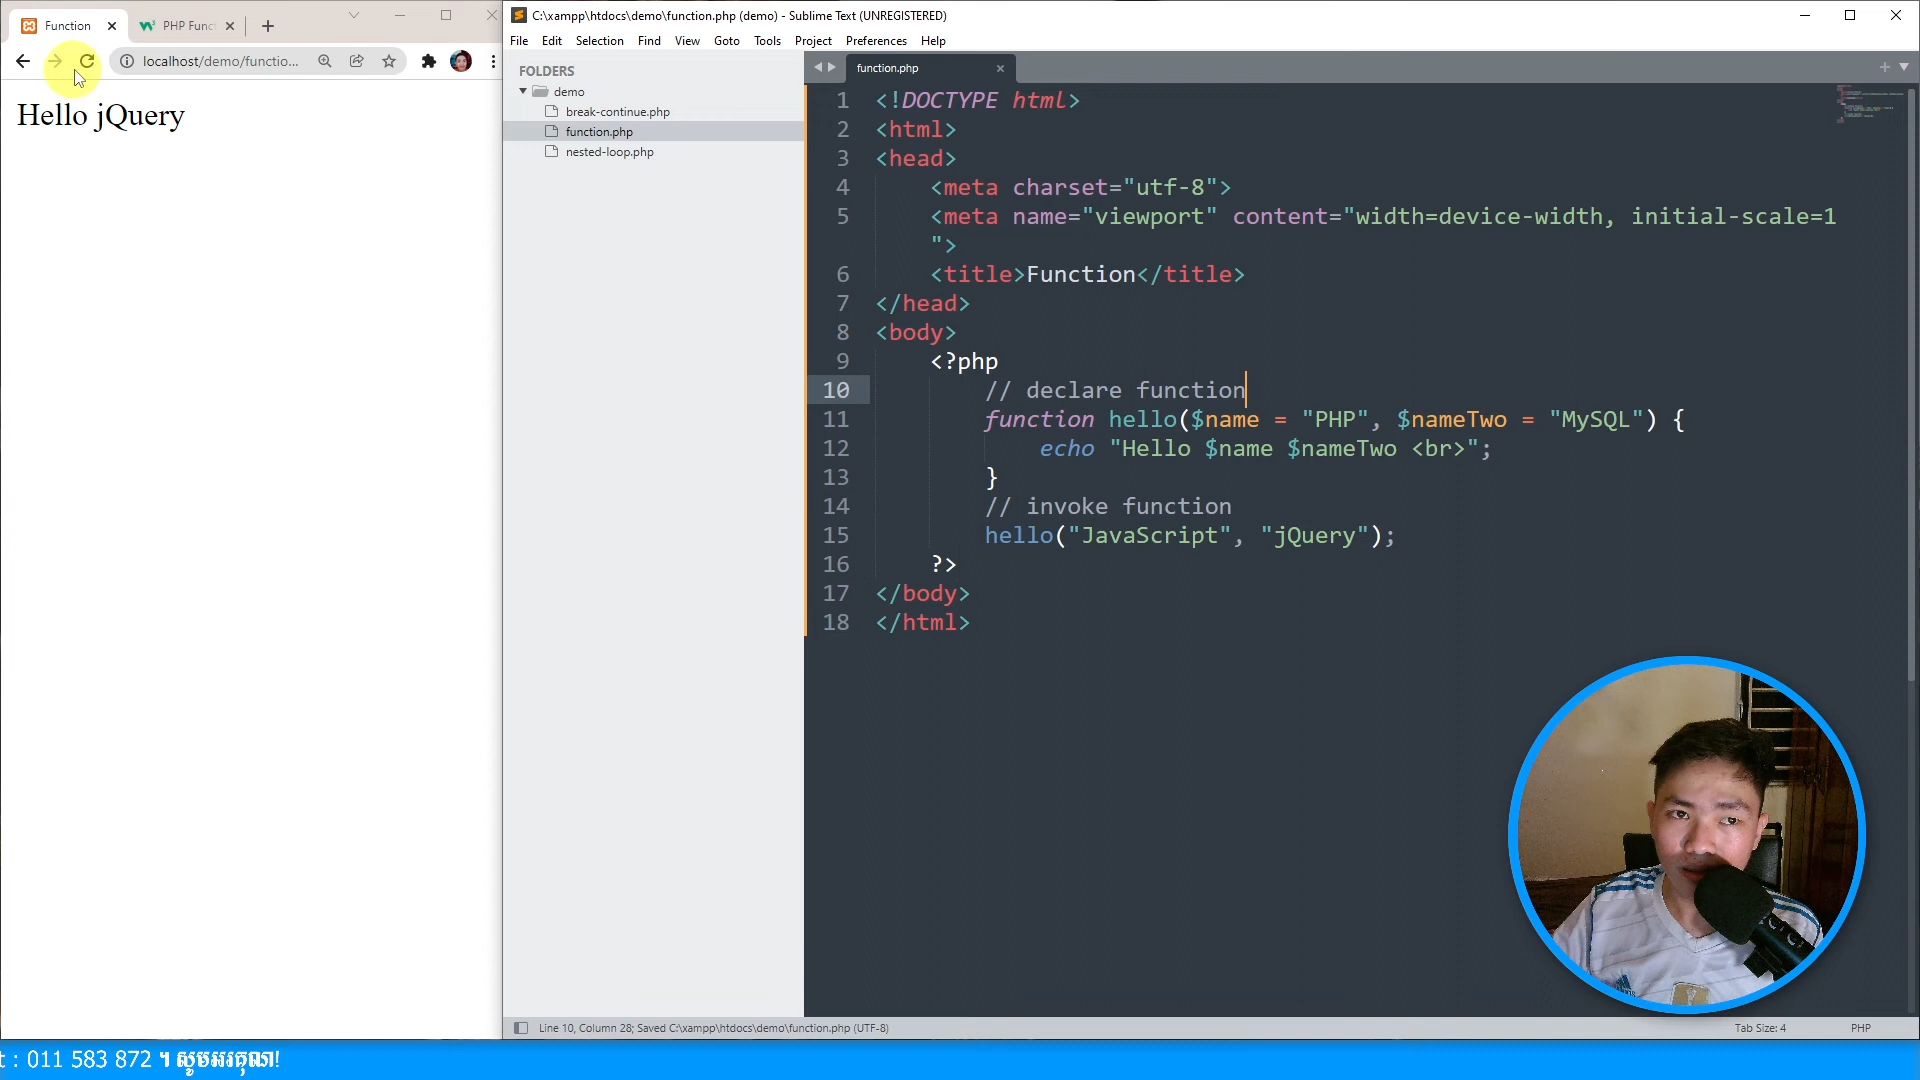 Function
PHP Func
localhost/demo/functio...
Hello jQuery
C:\xampp\htdocs\demo\function.php (demo) - Sublime Text (UNREGISTERED)
File Edit Selection Find View Goto Tools Project Preferences Help
FOLDERS
demo
break-continue.php
function.php
nested-loop.php
function.php
1 <!DOCTYPE html>
2 <html>
3 <head>
4 <meta charset="utf-8">
5 <meta name="viewport" content="width=device-width, initial-scale=1
">
6 <title>Function</title>
7 </head>
8 <body>
9 <?php
10 // declare function
11 function hello($name = "PHP", $nameTwo = "MySQL") {
12 echo "Hello $name $nameTwo <br>";
13 }
14 // invoke function
15 hello("JavaScript", "jQuery");
16 ?>
17 </body>
18 </html>
Line 10, Column 28; Saved C:\xampp\htdocs\demo\function.php (UTF-8)
Tab Size: 4
PHP
t : 011 583 872 ។ សូមអរគុណ!